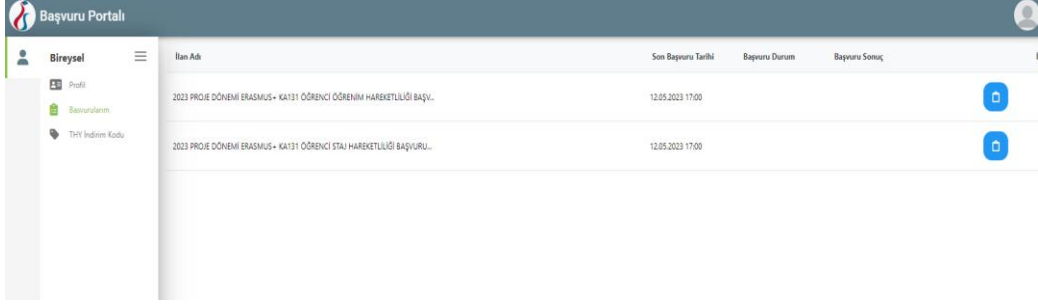 Başvuru Portalı
Bireysel
Profil
Başvurularım
THY İndirim Kodu
İlan Adı Son Başvuru Tarihi Başvuru Durum Başvuru Sonuç
2023 PROJE DÖNEMİ ERASMUS+ KA131 ÖĞRENCİ ÖĞRENİM HAREKETLİLİĞİ BAŞV... 12.05.2023 17:00
2023 PROJE DÖNEMİ ERASMUS+ KA131 ÖĞRENCİ STAJ HAREKETLİLİĞİ BAŞVURU... 12.05.2023 17:00